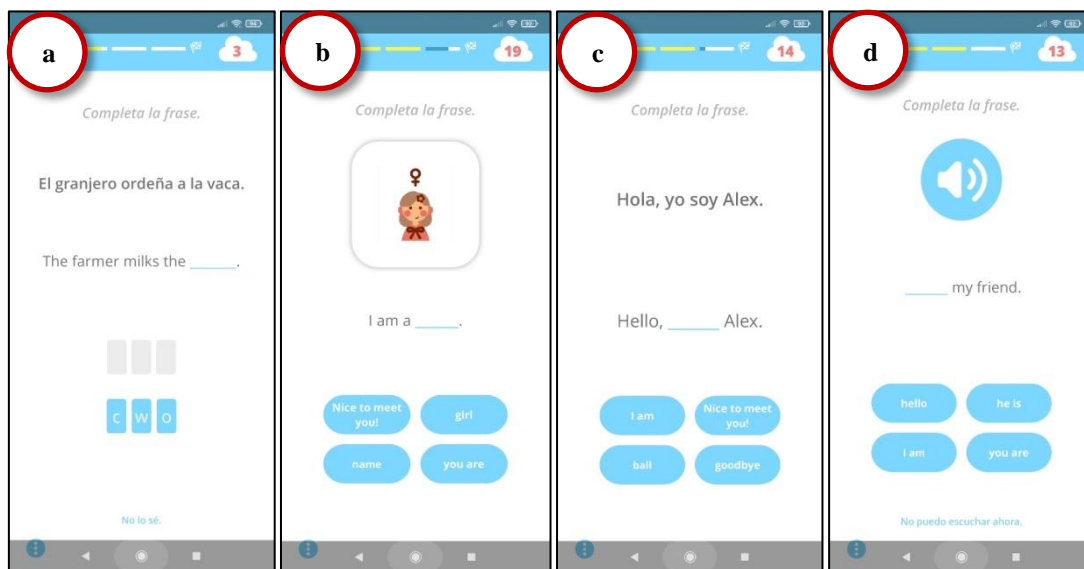 a
3
Completa la frase.
El granjero ordeña a la vaca.
The farmer milks the ______.
C W O
No lo sé.
b
19
Completa la frase.
I am a ______.
Nice to meet you!
girl
name
you are
c
14
Completa la frase.
Hola, yo soy Alex.
Hello, ______ Alex.
I am
Nice to meet you!
ball
goodbye
d
13
Completa la frase.
______ my friend.
hello
he is
I am
you are
No puedo escuchar ahora.